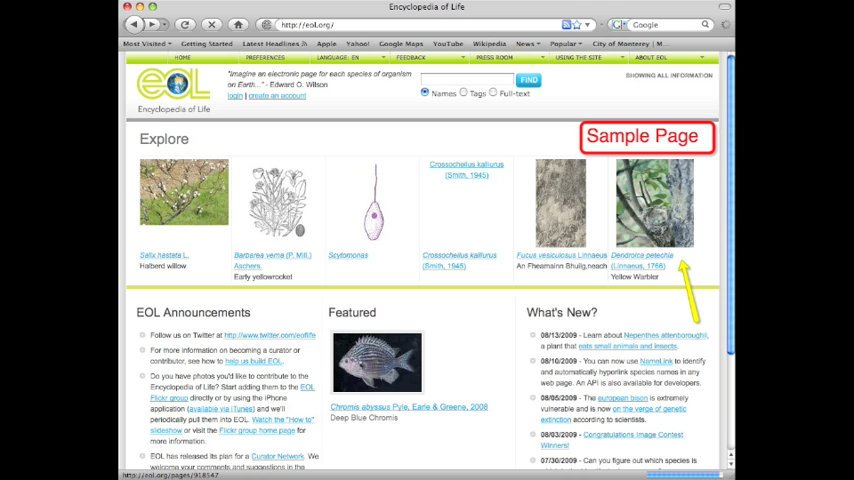 Encyclopedia of Life
http://eol.org/
Google
Most Visited Getting Started Latest Headlines Apple Yahoo! Google Maps YouTube Wikipedia News Popular City of Monterey | M...
HOME PREFERENCES LANGUAGE: EN FEEDBACK PRESS ROOM USING THE SITE ABOUT EOL
"Imagine an electronic page for each species of organism
on Earth..." - Edward O. Wilson
login | create an account
FIND
SHOWING ALL INFORMATION
Names Tags Full-text
EOL
Encyclopedia of Life
Explore
Sample Page
Crossocheilus kalliurus
(Smith, 1945)
Salix hastata L.
Halberd willow
Barbarea verna (P. Mill.)
Aschers.
Early yellowrocket
Scytomonas
Crossocheilus kalliurus
(Smith, 1945)
Fucus vesiculosus Linnaeus
An Fheamainn Bhuilg,neach
Dendroica petechia
(Linnaeus, 1766)
Yellow Warbler
EOL Announcements
Follow us on Twitter at http://www.twitter.com/eoflife
For more information on becoming a curator or
contributor, see how to help us build EOL.
Do you have photos you'd like to contribute to the
Encyclopedia of Life? Start adding them to the EOL
Flickr group directly or by using the iPhone
application (available via iTunes) and we'll
periodically pull them into EOL. Watch the "How to"
slideshow or visit the Flickr group home page for
more information.
EOL has released its plan for a Curator Network. We
welcome your comments and suggestions in the
Featured
Chromis abyssus Pyle, Earle & Greene, 2008
Deep Blue Chromis
What's New?
08/13/2009 - Learn about Nepenthes attenboroughii,
a plant that eats small animals and insects.
08/10/2009 - You can now use NameLink to identify
and automatically hyperlink species names in any
web page. An API is also available for developers.
08/05/2009 - The european bison is extremely
vulnerable and is now on the verge of genetic
extinction according to scientists.
08/03/2009 - Congratulations Image Contest
Winners!
07/30/2009 - Can you figure out which species is
http://eol.org/pages/918547